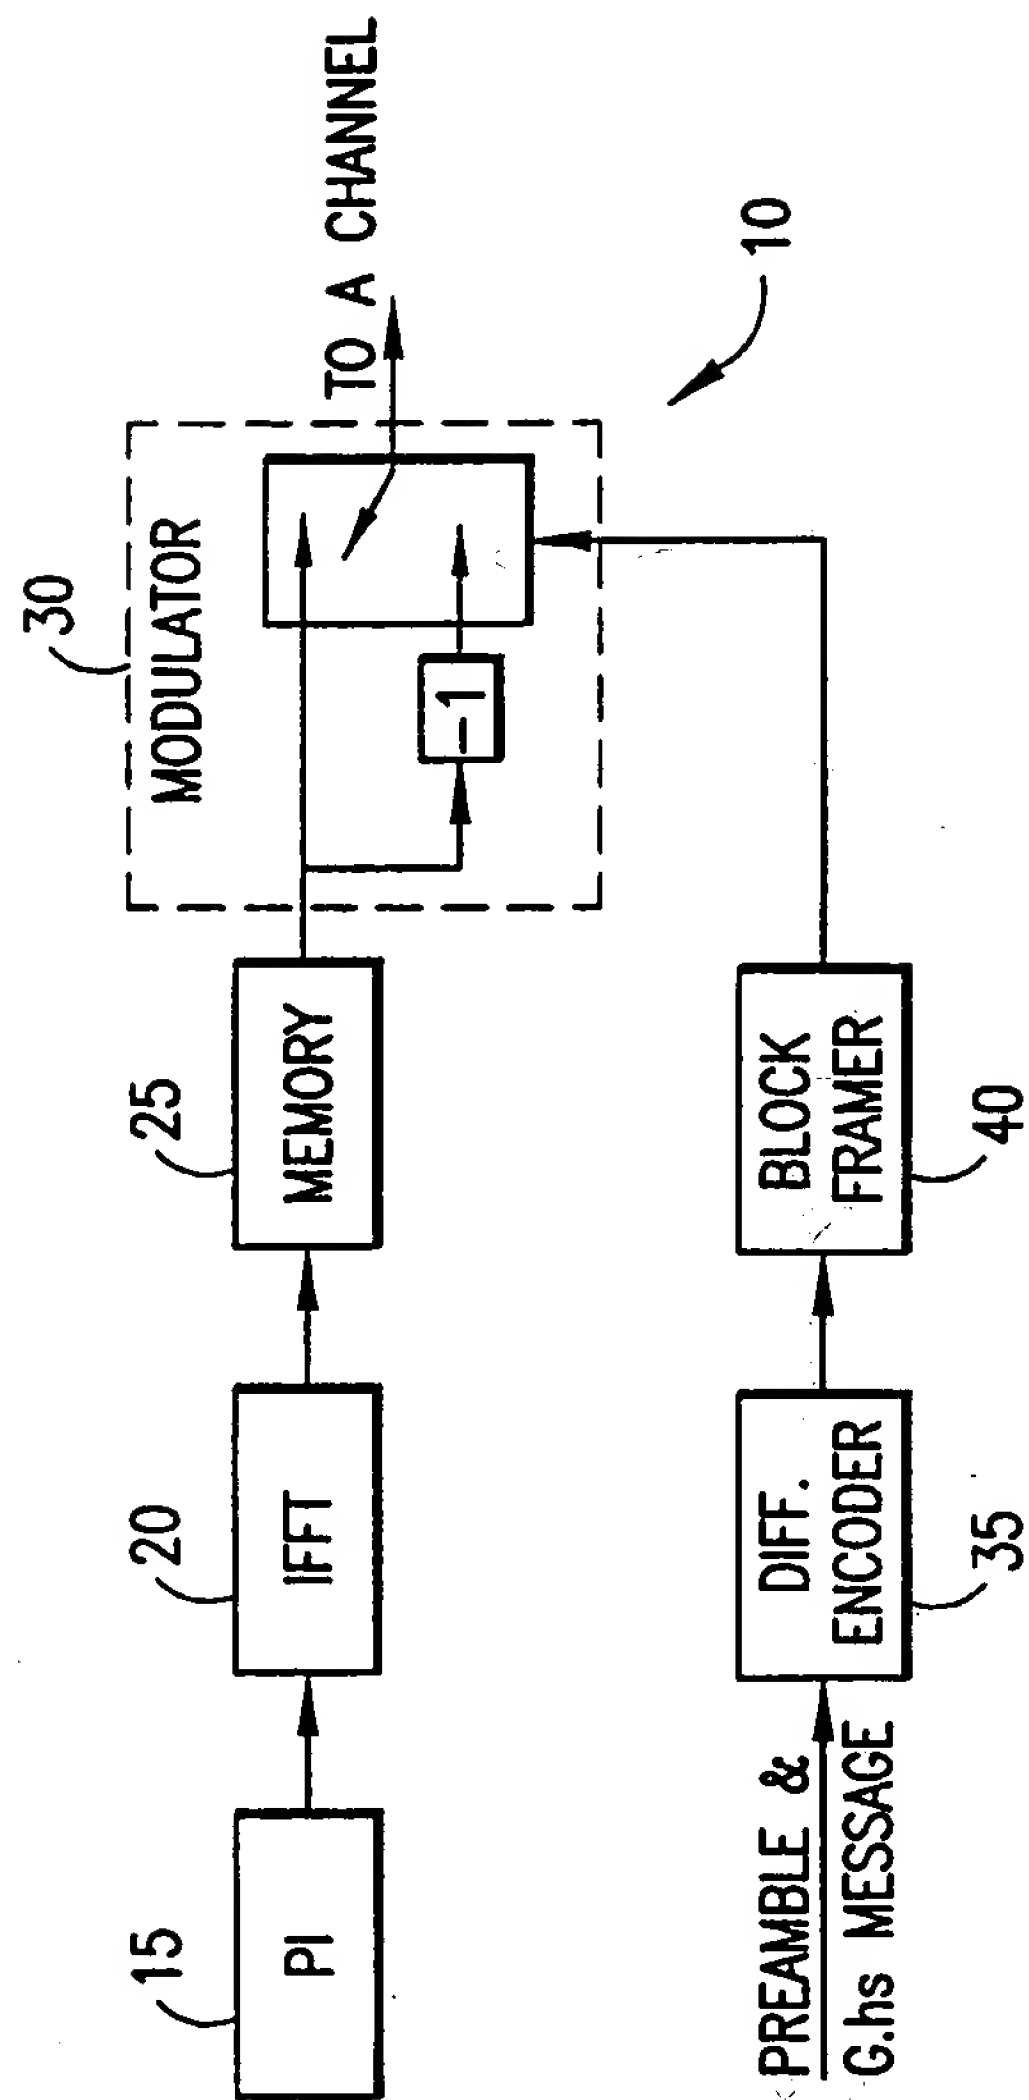 30
MODULATOR
TO A CHANNEL
-1
15
PI
20
IFFT
25
MEMORY
10
PREAMBLE &
G.hs MESSAGE
DIFF.
ENCODER
35
BLOCK
FRAMER
40